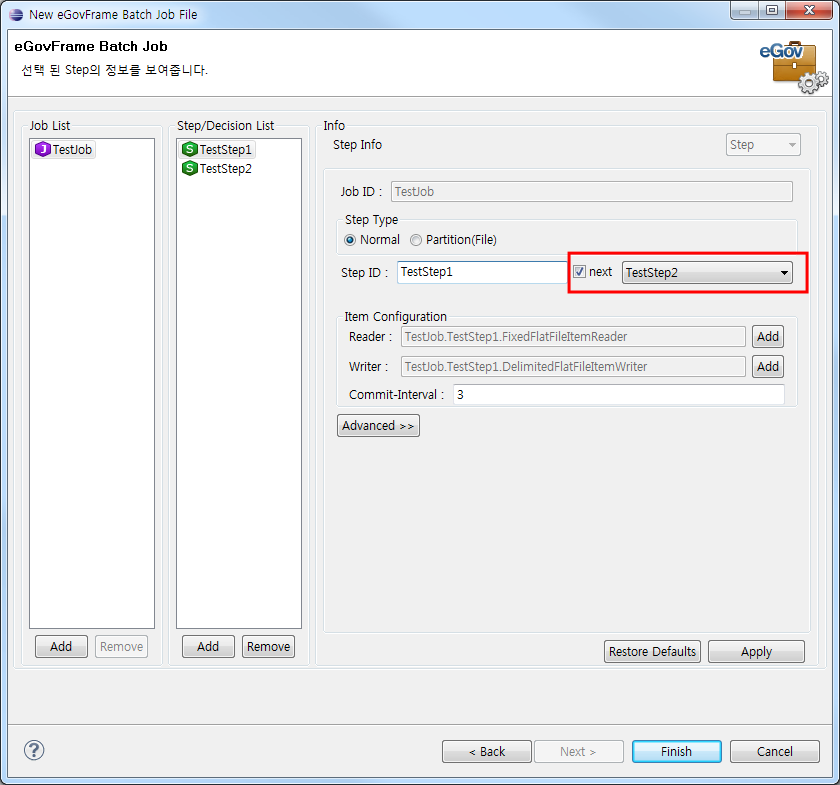 New eGovFrame Batch Job File
eGovFrame Batch Job
선택 된 Step의 정보를 보여줍니다.
eGov
Job List
J TestJob
Add Remove
Step/Decision List
S TestStep1
S TestStep2
Add Remove
Info
Step Info Step
Job ID : TestJob
Step Type
Normal Partition(File)
Step ID : TestStep1 next TestStep2
Item Configuration
Reader : TestJob.TestStep1.FixedFlatFileItemReader Add
Writer : TestJob.TestStep1.DelimitedFlatFileItemWriter Add
Commit-Interval : 3
Advanced >>
Restore Defaults Apply
? < Back Next > Finish Cancel